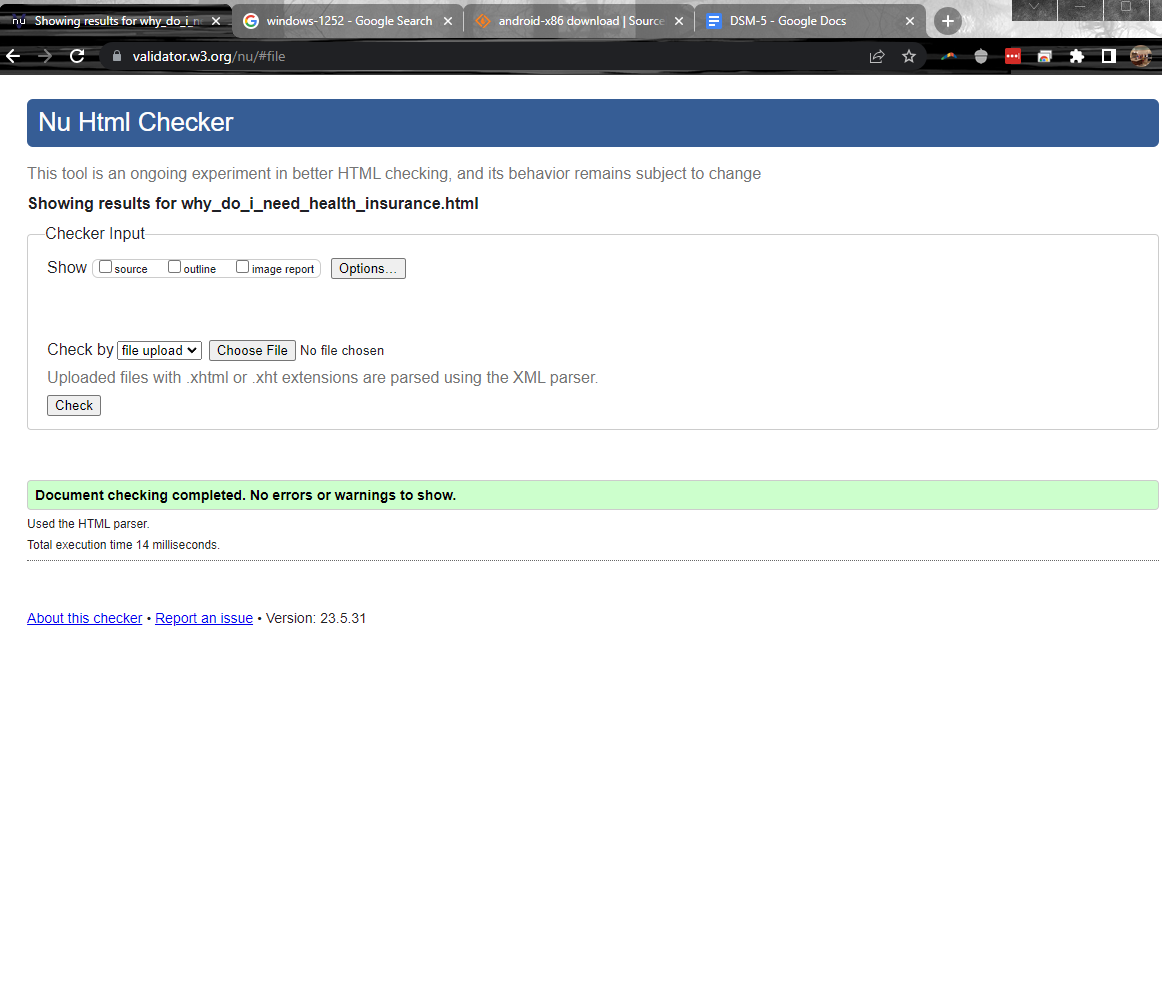 nu Showing results for why_do_i_n
windows-1252 - Google Search
android-x86 download | Source
DSM-5 - Google Docs
validator.w3.org/nu/#file
Nu Html Checker
This tool is an ongoing experiment in better HTML checking, and its behavior remains subject to change
Showing results for why_do_i_need_health_insurance.html
Checker Input
Show source outline image report Options...
Check by file upload Choose File No file chosen
Uploaded files with .xhtml or .xht extensions are parsed using the XML parser.
Check
Document checking completed. No errors or warnings to show.
Used the HTML parser.
Total execution time 14 milliseconds.
About this checker • Report an issue • Version: 23.5.31